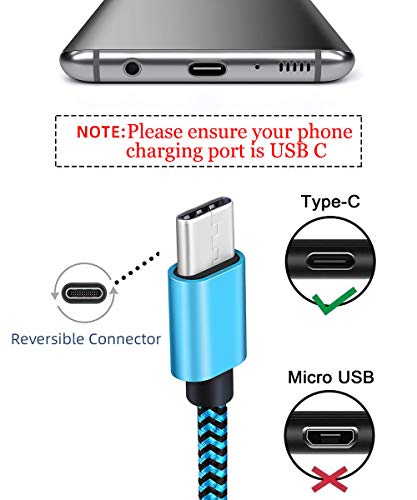 NOTE:Please ensure your phone
charging port is USB C
Type-C
Reversible Connector
Micro USB